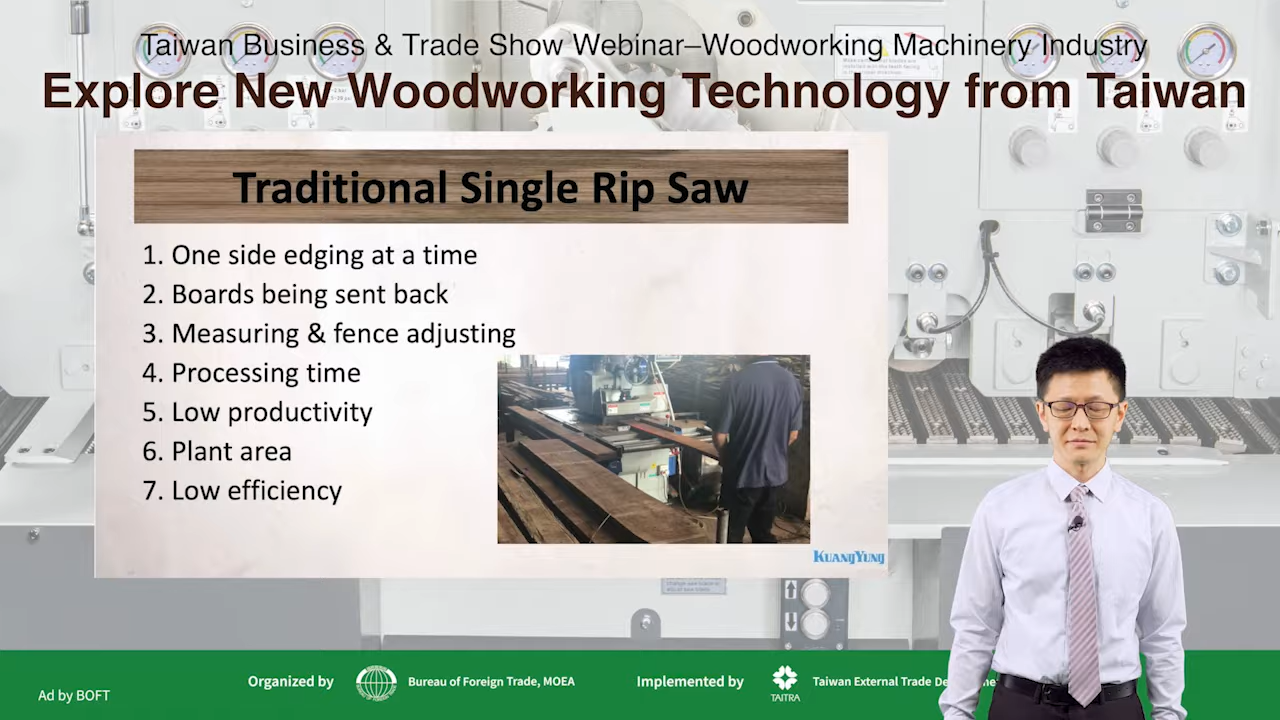 Taiwan Business & Trade Show Webinar–Woodworking Machinery Industry
Explore New Woodworking Technology from Taiwan
Traditional Single Rip Saw
1. One side edging at a time
2. Boards being sent back
3. Measuring & fence adjusting
4. Processing time
5. Low productivity
6. Plant area
7. Low efficiency
KUANGYUNG
Ad by BOFT
Organized by
Bureau of Foreign Trade, MOEA
Implemented by
TAITRA
Taiwan External Trade